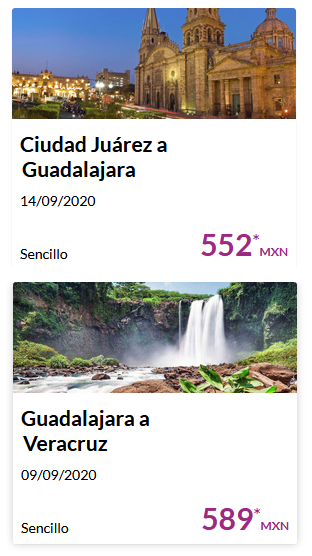 Ciudad Juárez a
Guadalajara
14/09/2020
552*
MXN
Sencillo
Guadalajara a
Veracruz
09/09/2020
589*
MXN
Sencillo